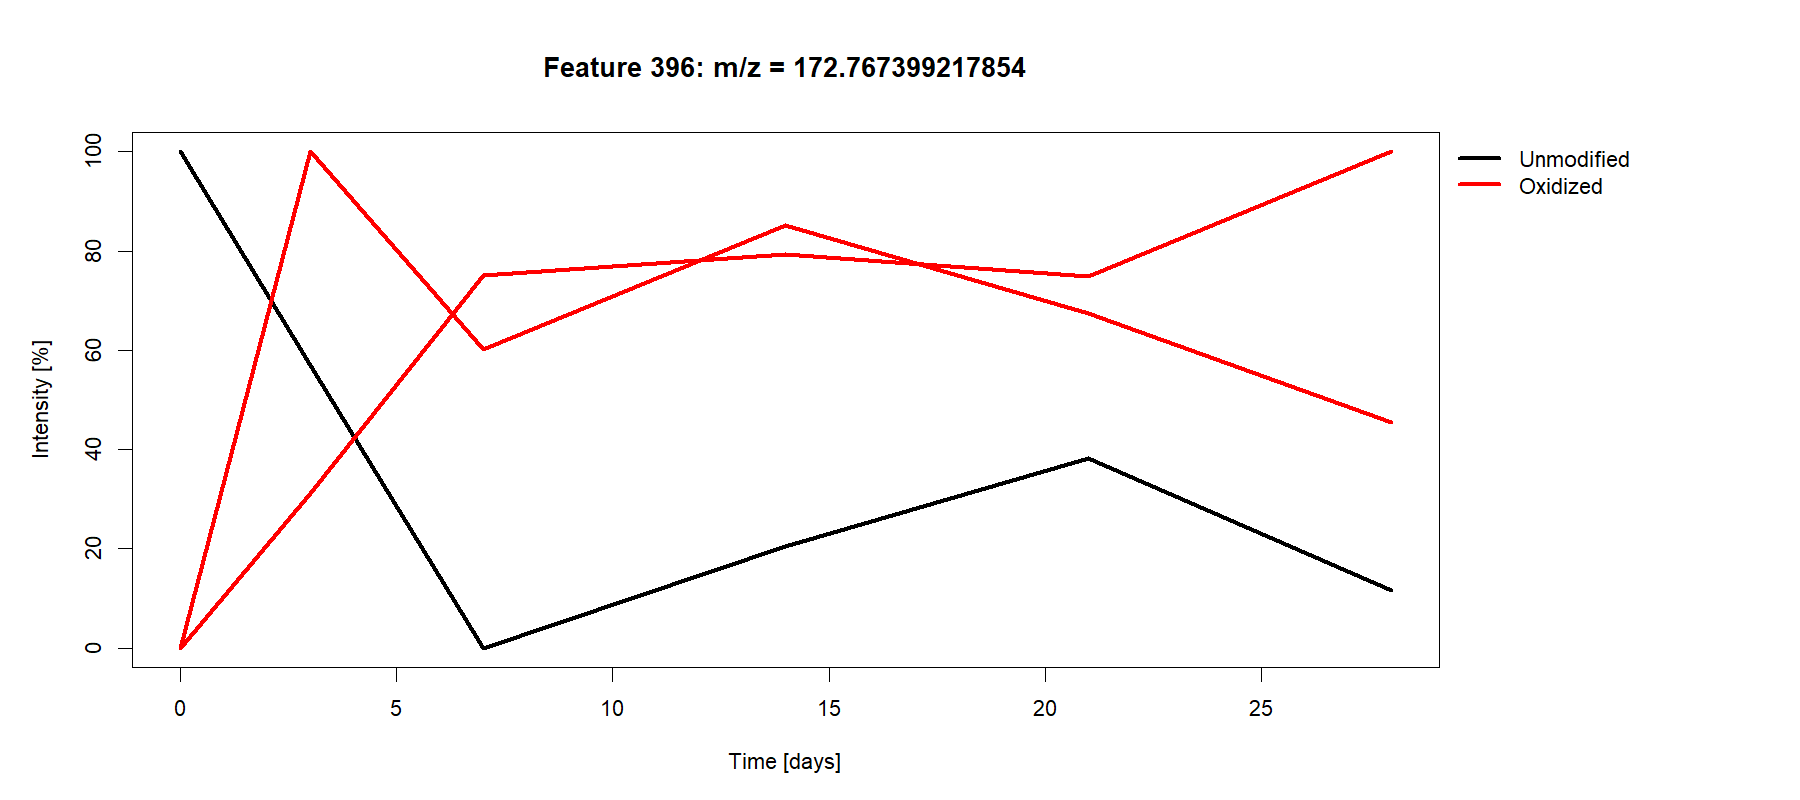 Feature 396: m/z = 172.767399217854
Unmodified
Oxidized
Intensity [%]
100
80
60
40
20
0
0 5 10 15 20 25
Time [days]